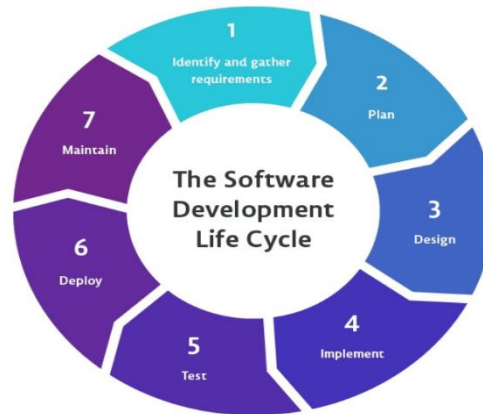 The Software
Development
Life Cycle
1
Identify and gather
requirements
2
Plan
3
Design
4
Implement
5
Test
6
Deploy
7
Maintain